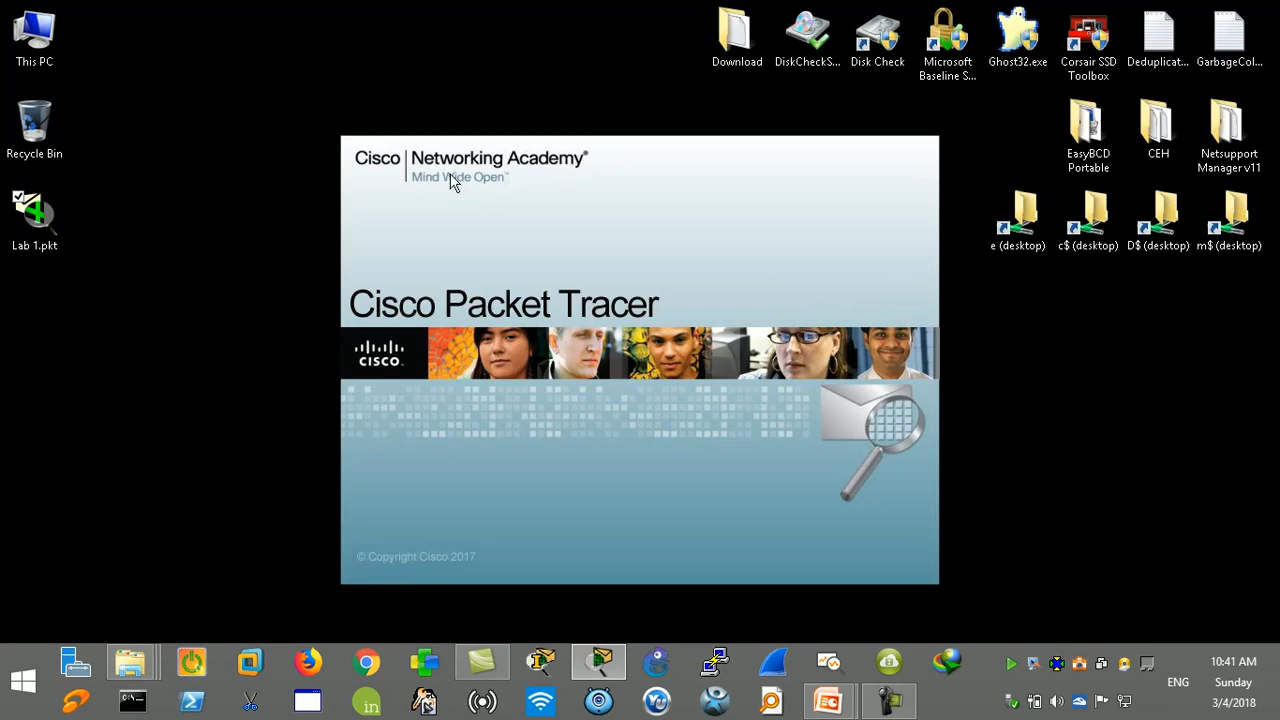 This PC
Recycle Bin
Lab 1.pkt
Download
DiskCheckS...
Disk Check
Microsoft
Baseline S...
Ghost32.exe
Corsair SSD
Toolbox
Deduplicat...
GarbageCol...
EasyBCD
Portable
CEH
Netsupport
Manager v11
e (desktop)
c$ (desktop)
D$ (desktop)
m$ (desktop)
Cisco Networking Academy®
Mind Wide Open™
Cisco Packet Tracer
CISCO
© Copyright Cisco 2017
10:41 AM
ENG
Sunday
3/4/2018